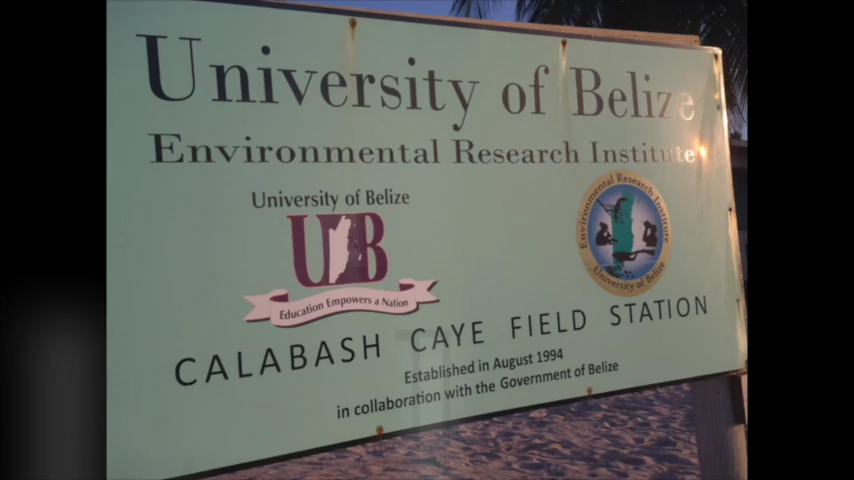 University of Belize
Environmental Research Institute
University of Belize
UB
Education Empowers a Nation
Environmental Research Institute
University of Belize
CALABASH CAYE FIELD STATION
Established in August 1994
in collaboration with the Government of Belize